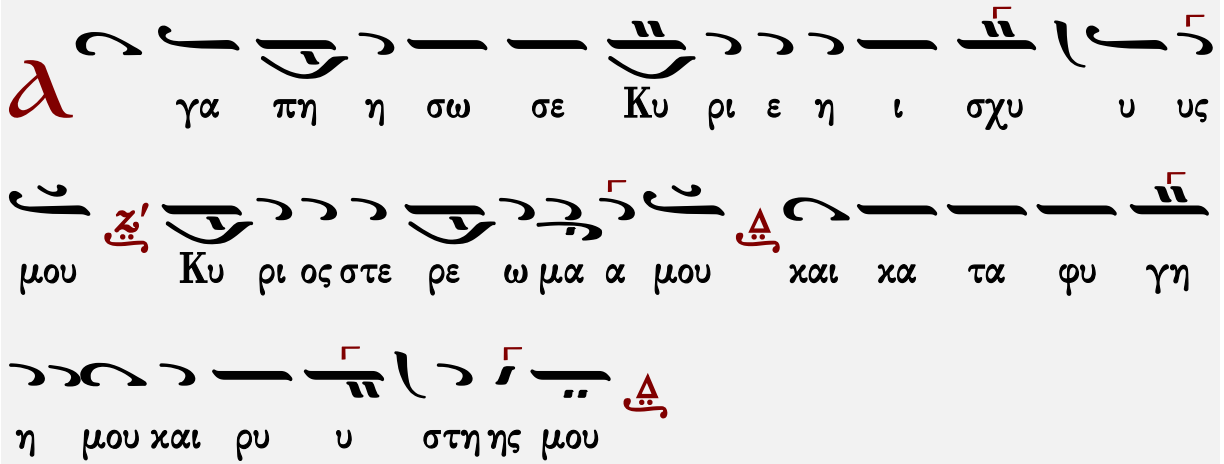 α γα πη η σω σε Κυ ρι ε η ι σχυ υ υς
μου ζ′ Κυ ρι ος στε ρε ω μα α μου Δ και κα τα φυ γη
η μου και ρυ υ στη ης μου Δ